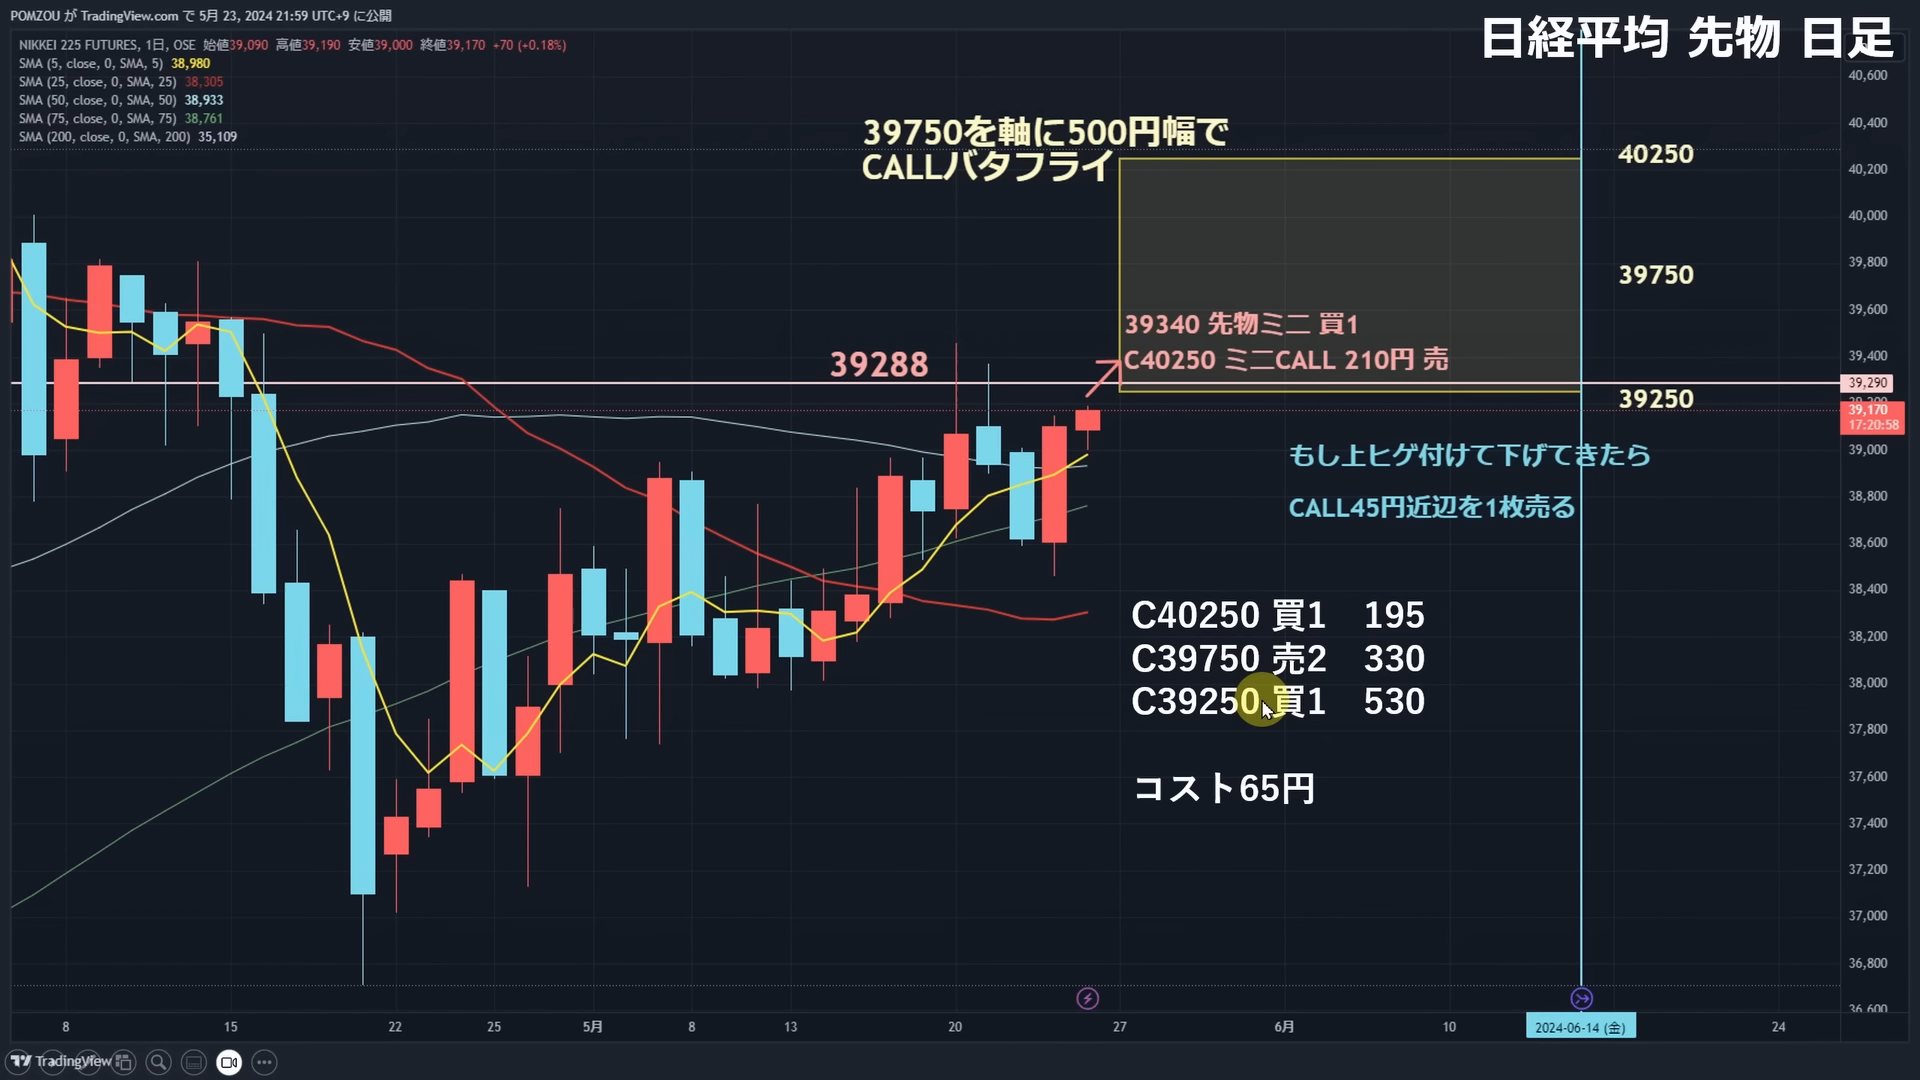 POMZOU が TradingView.com で 5月 23, 2024 21:59 UTC+9 に公開
日経平均 先物 日足
NIKKEI 225 FUTURES, 1日, OSE 始値39,090 高値39,190 安値39,000 終値39,170 +70 (+0.18%)
SMA (5, close, 0, SMA, 5) 38,980
SMA (25, close, 0, SMA, 25) 38,305
SMA (50, close, 0, SMA, 50) 38,933
SMA (75, close, 0, SMA, 75) 38,761
SMA (200, close, 0, SMA, 200) 35,109
39750を軸に500円幅で
CALLバタフライ
40250
39750
39250
39340 先物ミニ 買1
C40250 ミニCALL 210円 売
39288
もし上ヒゲ付けて下げてきたら
CALL45円近辺を1枚売る
C40250 買1 195
C39750 売2 330
C39250 買1 530
コスト65円
40,600
40,400
40,200
40,000
39,800
39,600
39,400
39,290
39,170
17:20:58
39,000
38,800
38,600
38,400
38,200
38,000
37,800
37,600
37,400
37,200
37,000
36,800
36,600
8
15
22
25
5月
8
13
20
27
6月
10
2024-06-14 (金)
24
TradingView